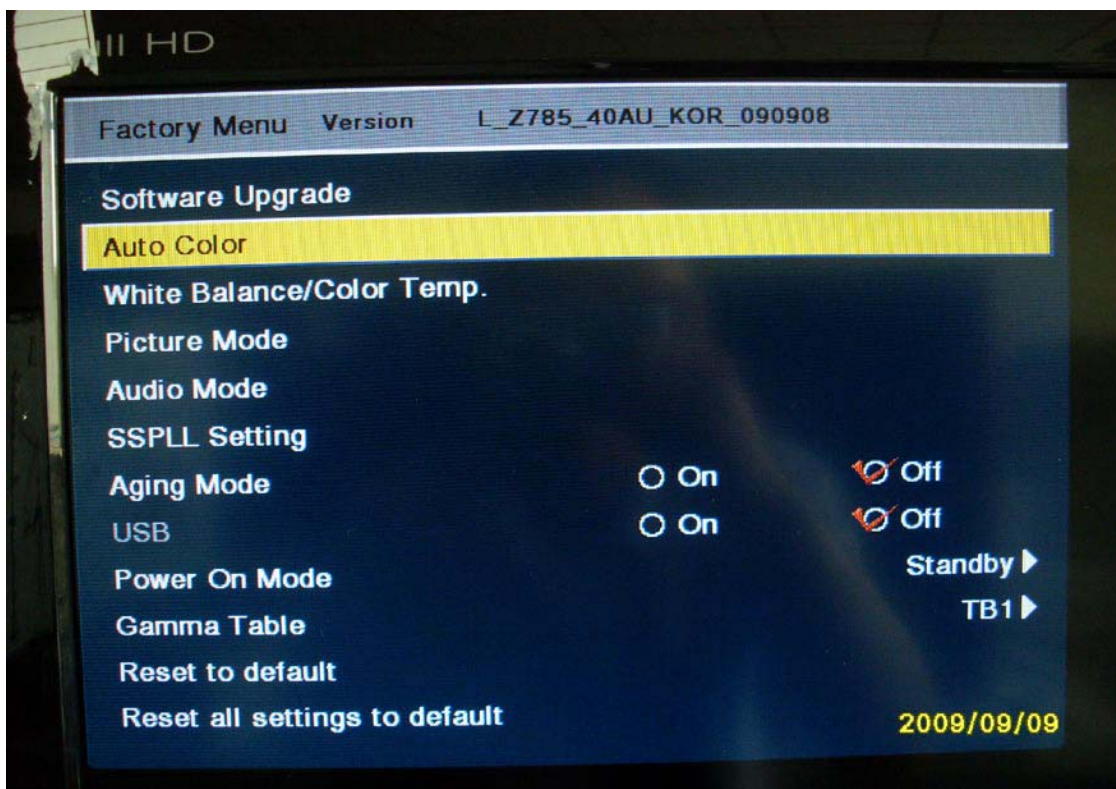 HD
Factory Menu Version L_Z785_40AU_KOR_090908
Software Upgrade
Auto Color
White Balance/Color Temp.
Picture Mode
Audio Mode
SSPLL Setting
Aging Mode On Off
USB On Off
Power On Mode Standby
Gamma Table TB1
Reset to default
Reset all settings to default
2009/09/09